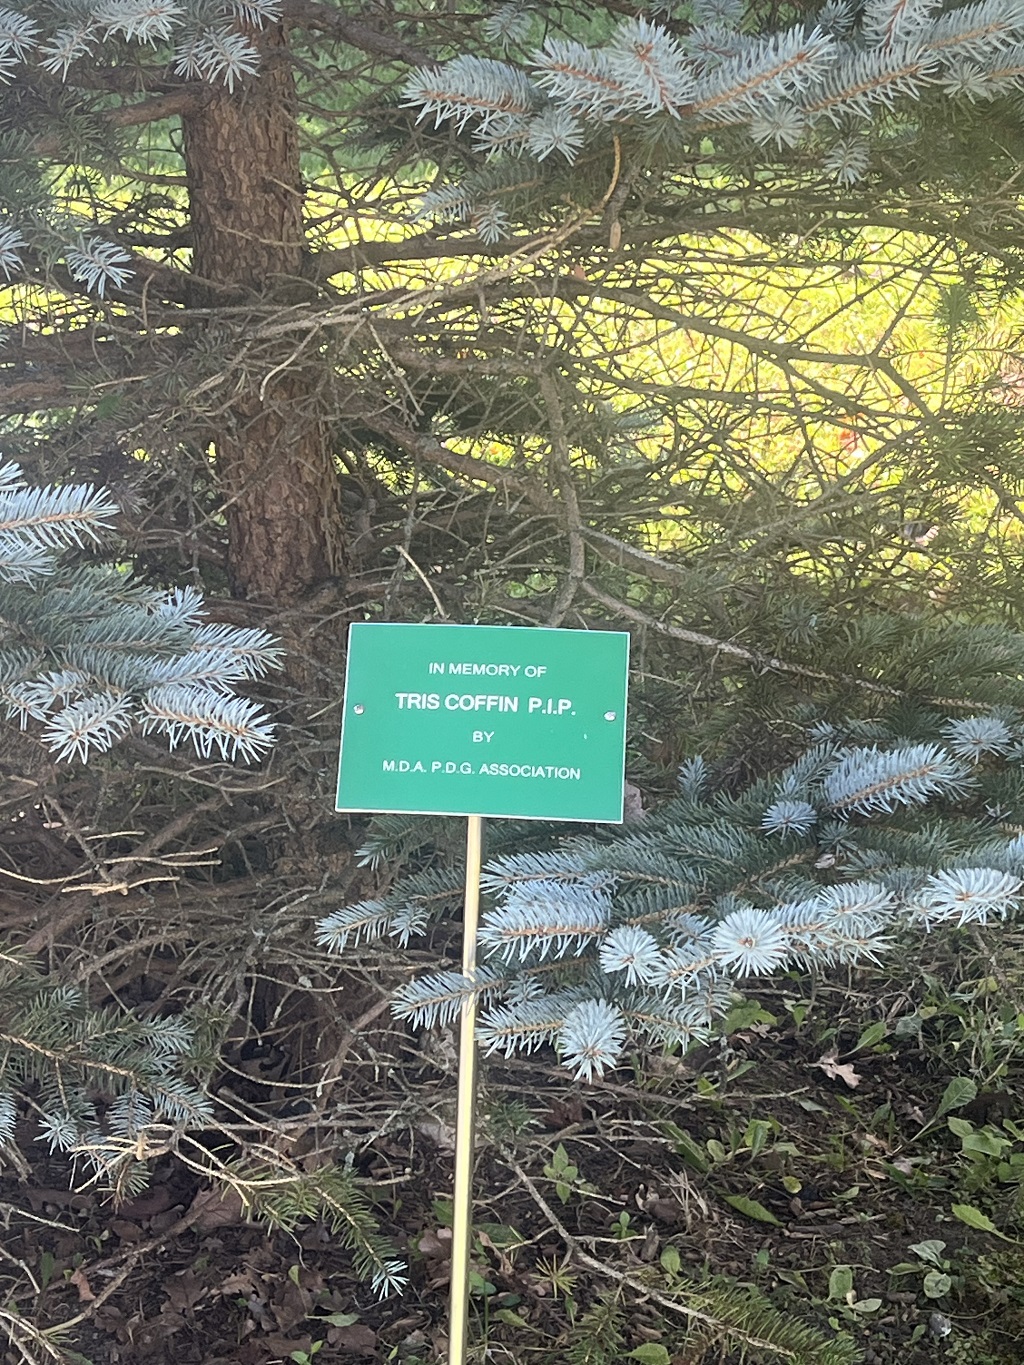 IN MEMORY OF
TRIS COFFIN P.I.P.
BY
M.D.A. P.D.G. ASSOCIATION